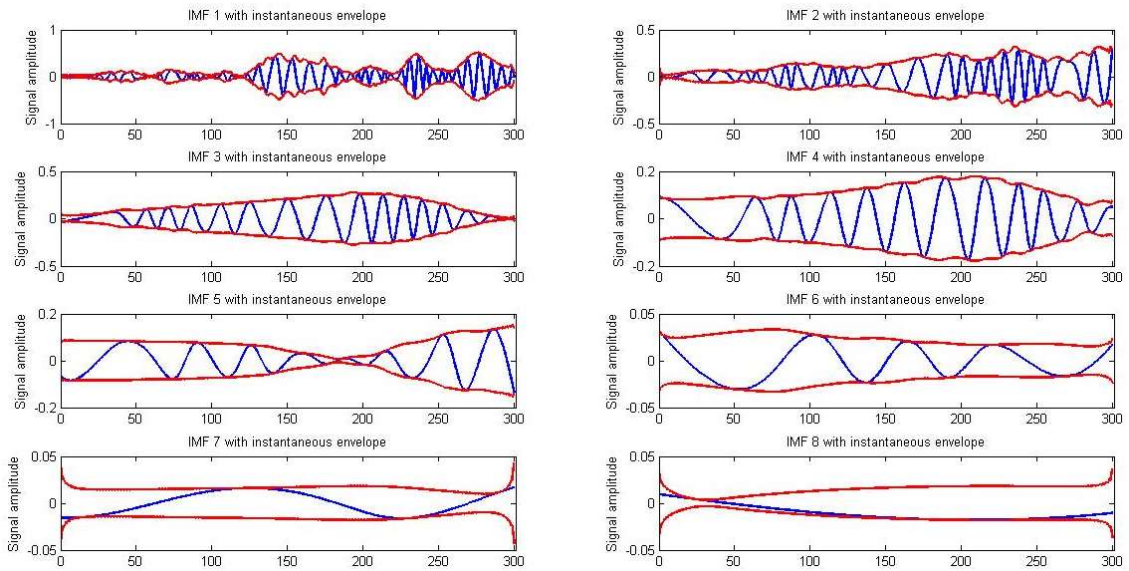 IMF 1 with instantaneous envelope
Signal amplitude
1
0
-1
0 50 100 150 200 250 300
IMF 2 with instantaneous envelope
Signal amplitude
0.5
0
-0.5
0 50 100 150 200 250 300
IMF 3 with instantaneous envelope
Signal amplitude
0.5
0
-0.5
0 50 100 150 200 250 300
IMF 4 with instantaneous envelope
Signal amplitude
0.2
0
-0.2
0 50 100 150 200 250 300
IMF 5 with instantaneous envelope
Signal amplitude
0.2
0
-0.2
0 50 100 150 200 250 300
IMF 6 with instantaneous envelope
Signal amplitude
0.05
0
-0.05
0 50 100 150 200 250 300
IMF 7 with instantaneous envelope
Signal amplitude
0.05
0
-0.05
0 50 100 150 200 250 300
IMF 8 with instantaneous envelope
Signal amplitude
0.05
0
-0.05
0 50 100 150 200 250 300